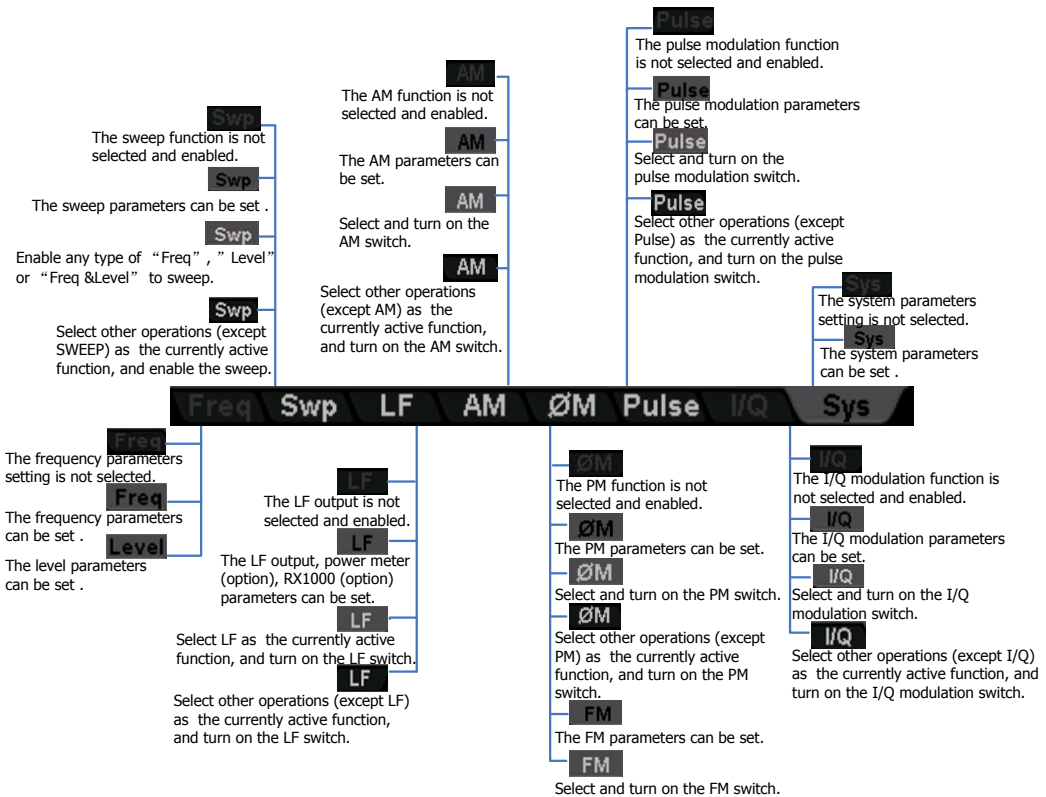 Pulse
The pulse modulation function
is not selected and enabled.
Pulse
The pulse modulation parameters
can be set.
Pulse
Select and turn on the
pulse modulation switch.
Pulse
Select other operations (except
Pulse) as the currently active
function, and turn on the pulse
modulation switch.
AM
The AM function is not
selected and enabled.
AM
The AM parameters can
be set.
AM
Select and turn on the
AM switch.
AM
Select other operations
(except AM) as the
currently active function,
and turn on the AM switch.
Swp
The sweep function is not
selected and enabled.
Swp
The sweep parameters can be set .
Swp
Enable any type of “Freq”, ” Level”
or “Freq &Level” to sweep.
Swp
Select other operations (except
SWEEP) as the currently active
function, and enable the sweep.
Sys
The system parameters
setting is not selected.
Sys
The system parameters
can be set .
Freq Swp LF AM ØM Pulse I/Q Sys
Freq
The frequency parameters
setting is not selected.
Freq
The frequency parameters
can be set .
Level
The level parameters
can be set .
LF
The LF output is not
selected and enabled.
LF
The LF output, power meter
(option), RX1000 (option)
parameters can be set.
LF
Select LF as the currently active
function, and turn on the LF switch.
LF
Select other operations (except LF)
as the currently active function,
and turn on the LF switch.
ØM
The PM function is not
selected and enabled.
ØM
The PM parameters can be set.
ØM
Select and turn on the PM switch.
ØM
Select other operations (except
PM) as the currently active
function, and turn on the PM
switch.
FM
The FM parameters can be set.
FM
Select and turn on the FM switch.
I/Q
The I/Q modulation function is
not selected and enabled.
I/Q
The I/Q modulation parameters
can be set.
I/Q
Select and turn on the I/Q
modulation switch.
I/Q
Select other operations (except I/Q)
as the currently active function, and
turn on the I/Q modulation switch.